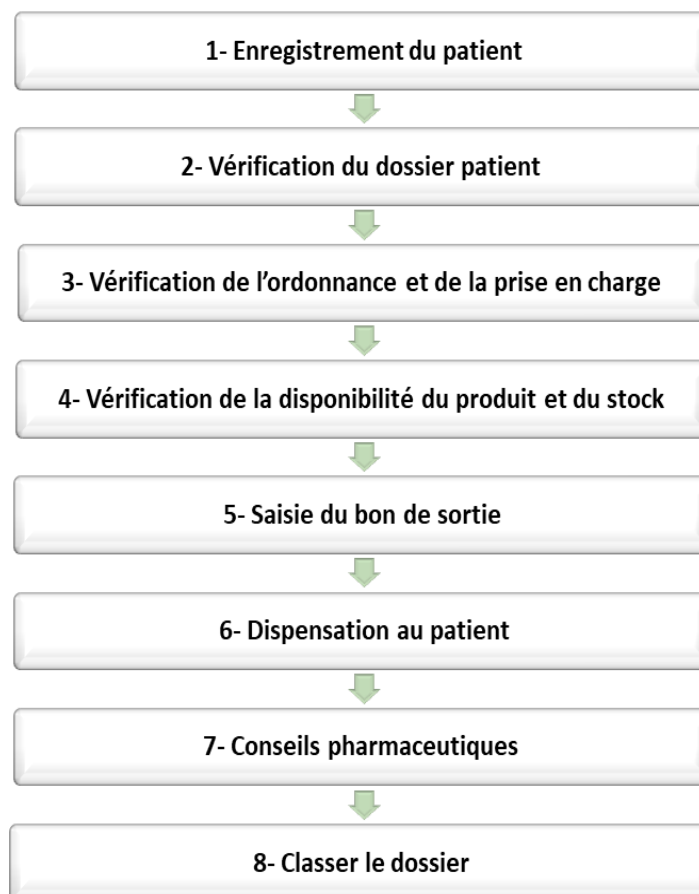 1- Enregistrement du patient
2- Vérification du dossier patient
3- Vérification de l’ordonnance et de la prise en charge
4- Vérification de la disponibilité du produit et du stock
5- Saisie du bon de sortie
6- Dispensation au patient
7- Conseils pharmaceutiques
8- Classer le dossier